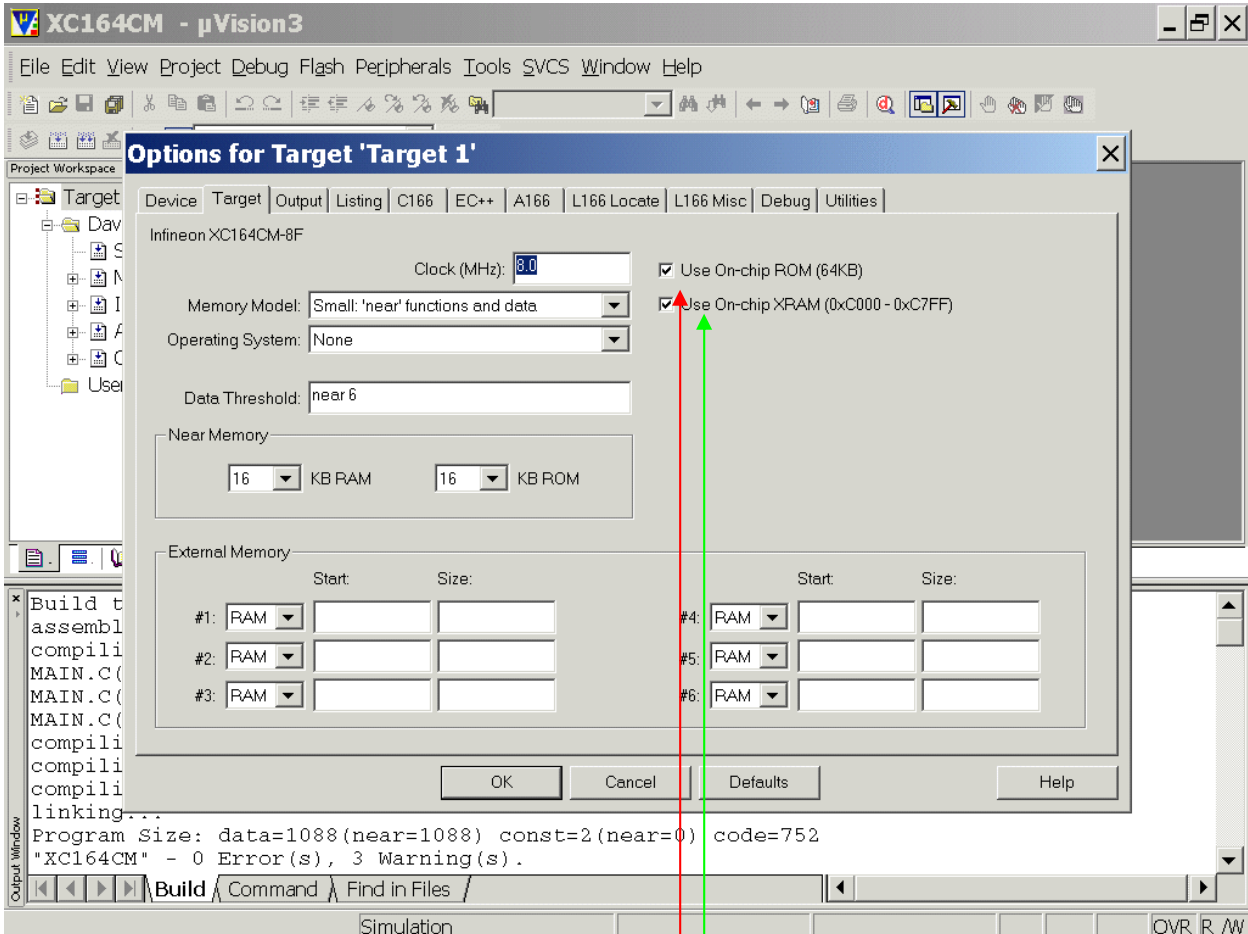 XC164CM - µVision3
File Edit View Project Debug Flash Peripherals Tools SVCS Window Help
Project Workspace
Options for Target 'Target 1'
Target
Dav
User
Device Target Output Listing C166 EC++ A166 L166 Locate L166 Misc Debug Utilities
Infineon XC164CM-8F
Clock (MHz): 8.0
Use On-chip ROM (64KB)
Memory Model: Small: 'near' functions and data
Use On-chip XRAM (0xC000 - 0xC7FF)
Operating System: None
Data Threshold: near 6
Near Memory
16 KB RAM 16 KB ROM
External Memory
Start: Size: Start: Size:
#1: RAM #4: RAM
#2: RAM #5: RAM
#3: RAM #6: RAM
OK Cancel Defaults Help
Build t
assembl
compili
MAIN.C(
MAIN.C(
MAIN.C(
compili
compili
compili
linking...
Program Size: data=1088(near=1088) const=2(near=0) code=752
"XC164CM" - 0 Error(s), 3 Warning(s).
Output Window
Build Command Find in Files
Simulation OVR R /W